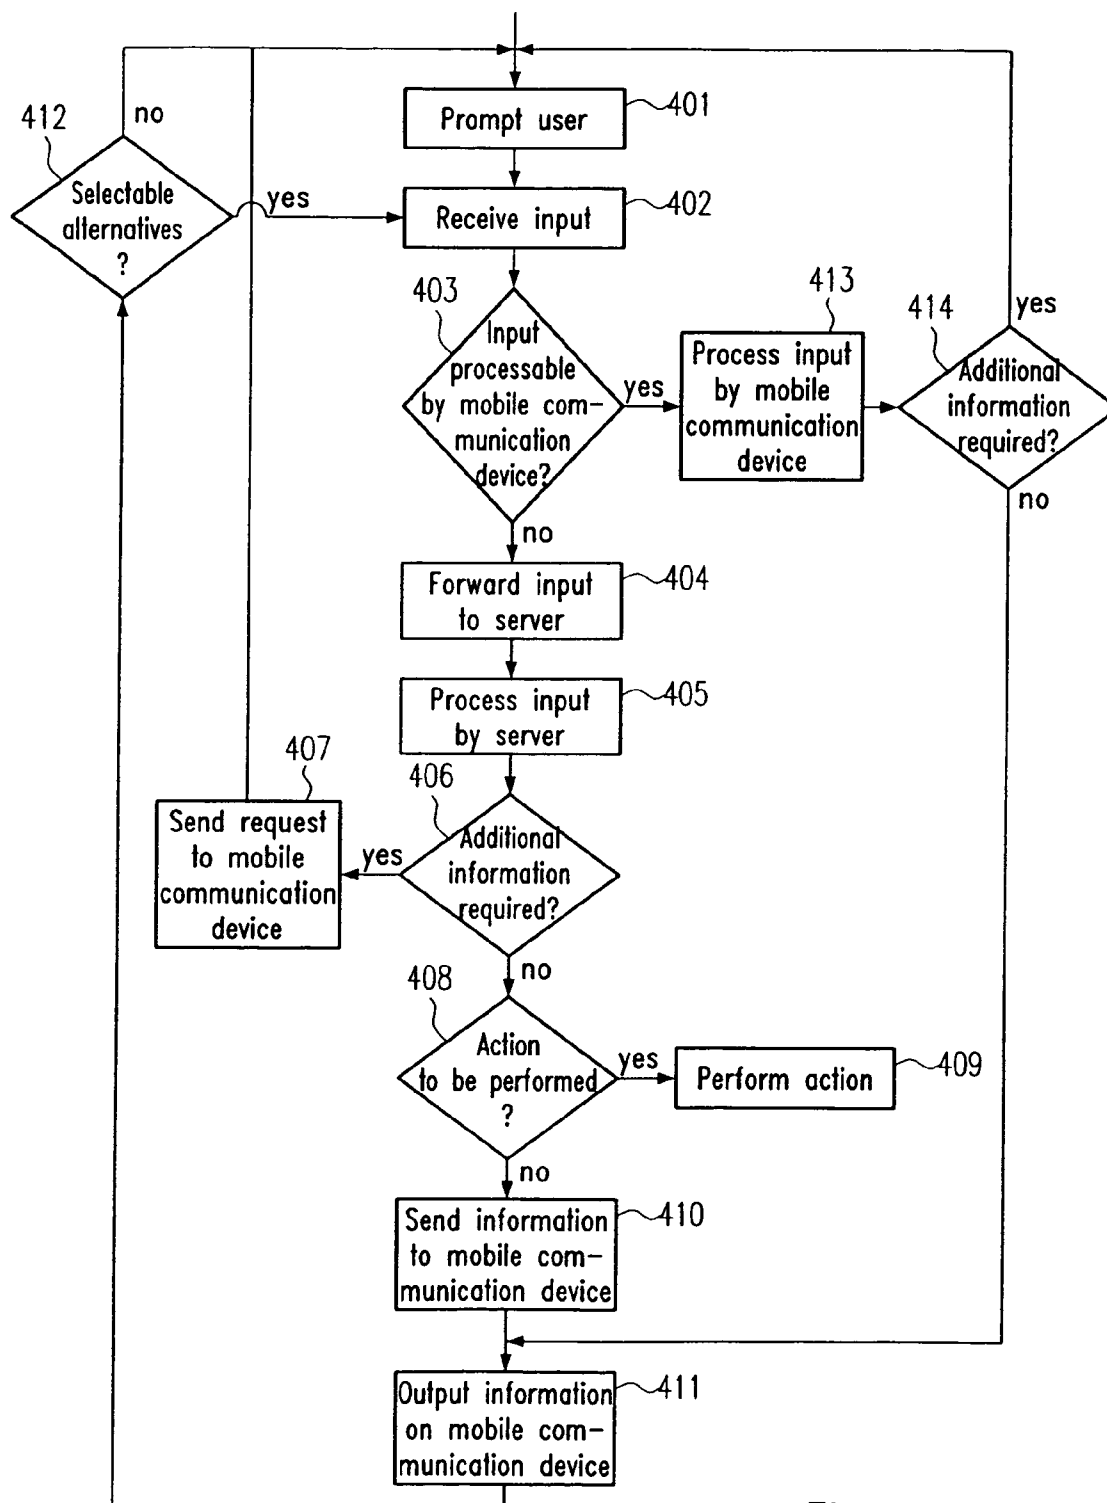 401
Prompt user
412
no
Selectable
alternatives
?
yes
402
Receive input
403
Input
processable
by mobile com-
munication
device?
yes
no
413
Process input
by mobile
communication
device
414
Additional
information
required?
yes
no
404
Forward input
to server
405
Process input
by server
406
Additional
information
required?
yes
no
407
Send request
to mobile
communication
device
408
Action
to be performed
?
yes
no
409
Perform action
410
Send information
to mobile com-
munication device
411
Output information
on mobile com-
munication device